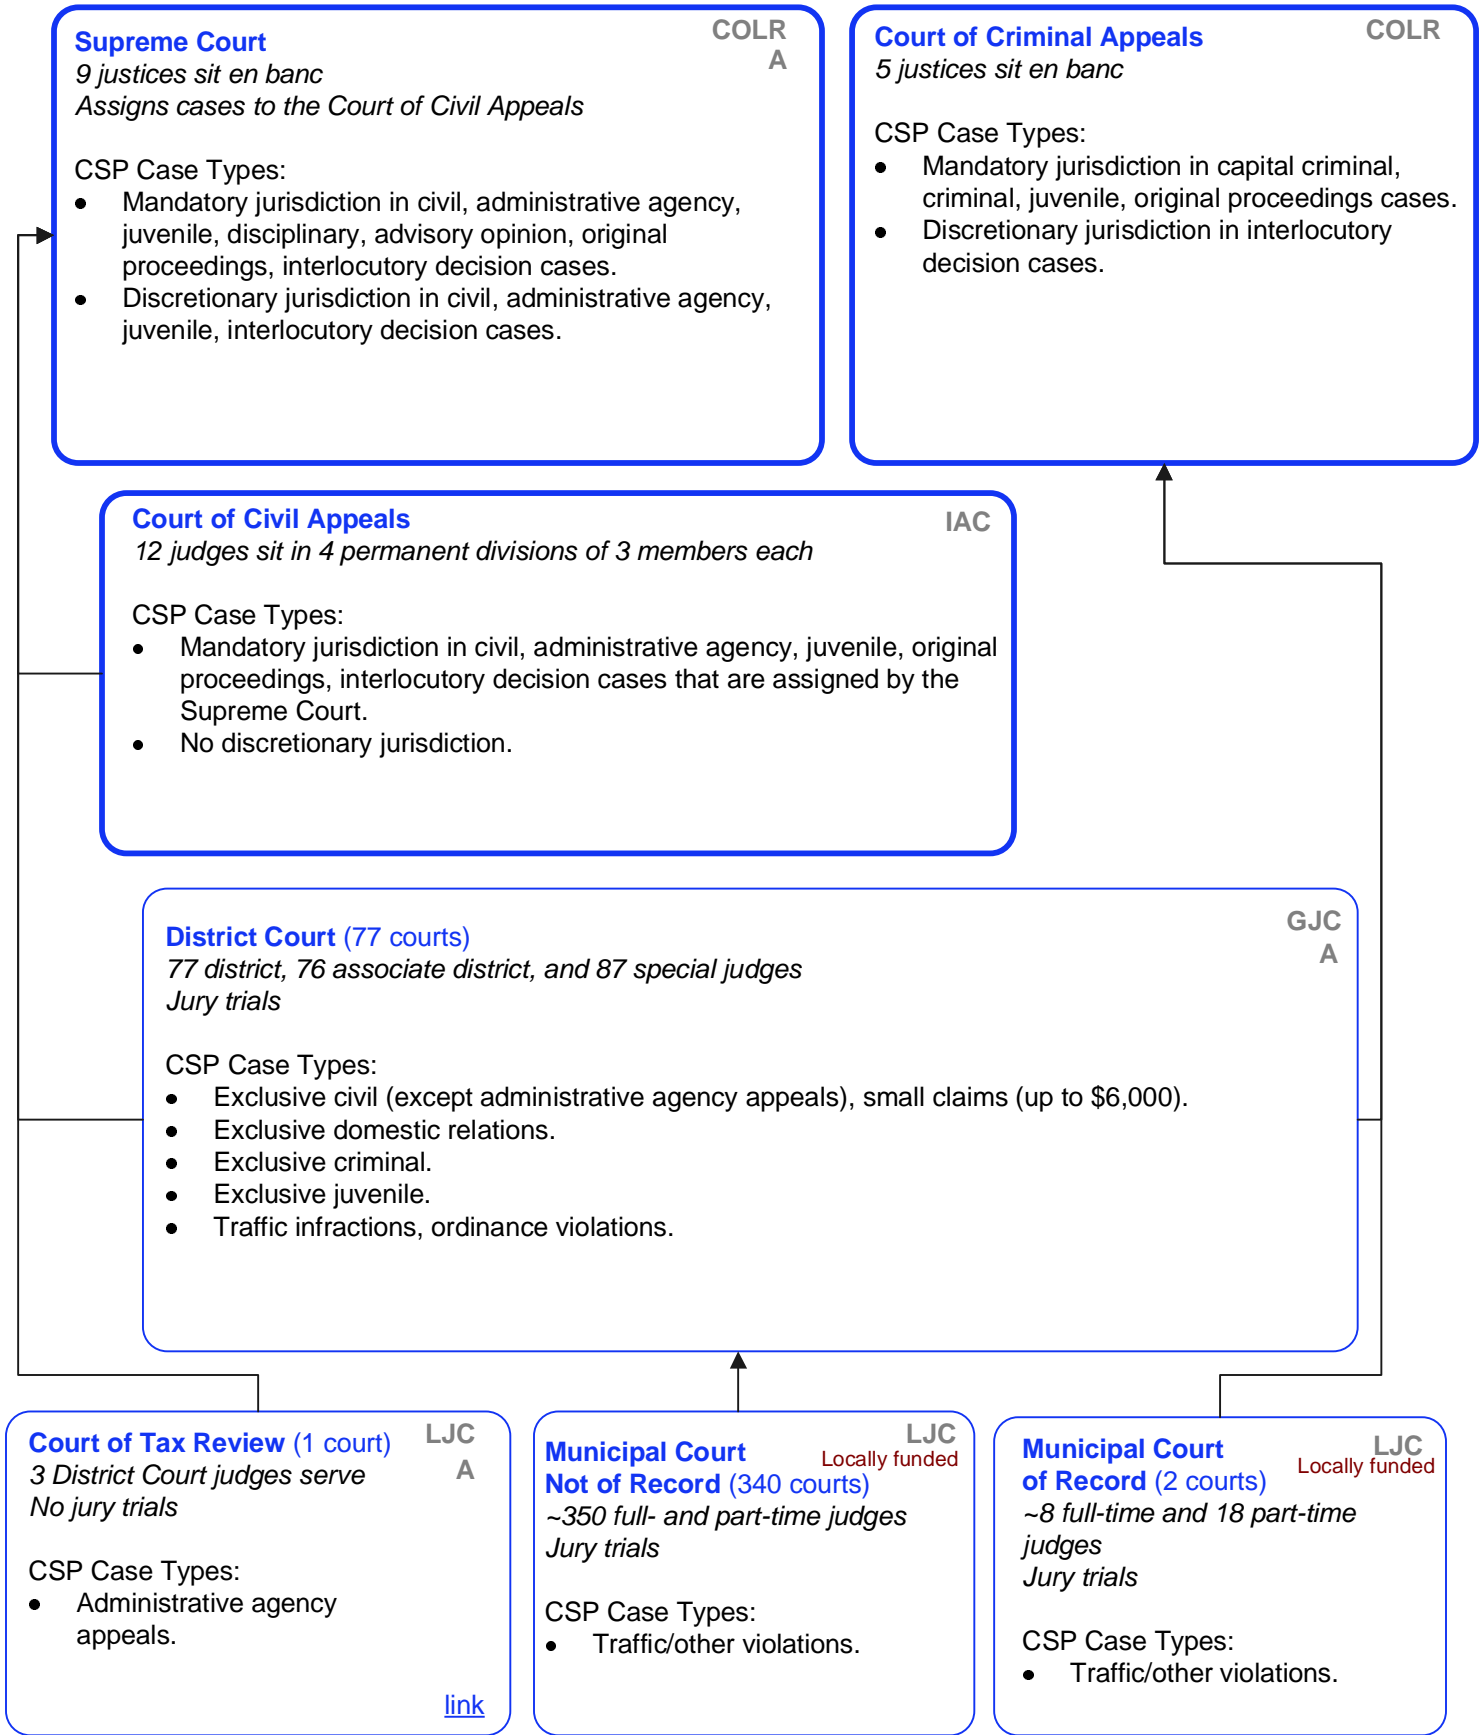 Supreme Court
COLR
A
9 justices sit en banc
Assigns cases to the Court of Civil Appeals
CSP Case Types:
• Mandatory jurisdiction in civil, administrative agency,
juvenile, disciplinary, advisory opinion, original
proceedings, interlocutory decision cases.
• Discretionary jurisdiction in civil, administrative agency,
juvenile, interlocutory decision cases.
Court of Criminal Appeals
COLR
5 justices sit en banc
CSP Case Types:
• Mandatory jurisdiction in capital criminal,
criminal, juvenile, original proceedings cases.
• Discretionary jurisdiction in interlocutory
decision cases.
Court of Civil Appeals
IAC
12 judges sit in 4 permanent divisions of 3 members each
CSP Case Types:
• Mandatory jurisdiction in civil, administrative agency, juvenile, original
proceedings, interlocutory decision cases that are assigned by the
Supreme Court.
• No discretionary jurisdiction.
District Court (77 courts)
GJC
A
77 district, 76 associate district, and 87 special judges
Jury trials
CSP Case Types:
• Exclusive civil (except administrative agency appeals), small claims (up to $6,000).
• Exclusive domestic relations.
• Exclusive criminal.
• Exclusive juvenile.
• Traffic infractions, ordinance violations.
Court of Tax Review (1 court)
LJC
A
3 District Court judges serve
No jury trials
CSP Case Types:
• Administrative agency
appeals.
link
Municipal Court
LJC
Locally funded
Not of Record (340 courts)
~350 full- and part-time judges
Jury trials
CSP Case Types:
• Traffic/other violations.
Municipal Court
LJC
Locally funded
of Record (2 courts)
~8 full-time and 18 part-time
judges
Jury trials
CSP Case Types:
• Traffic/other violations.